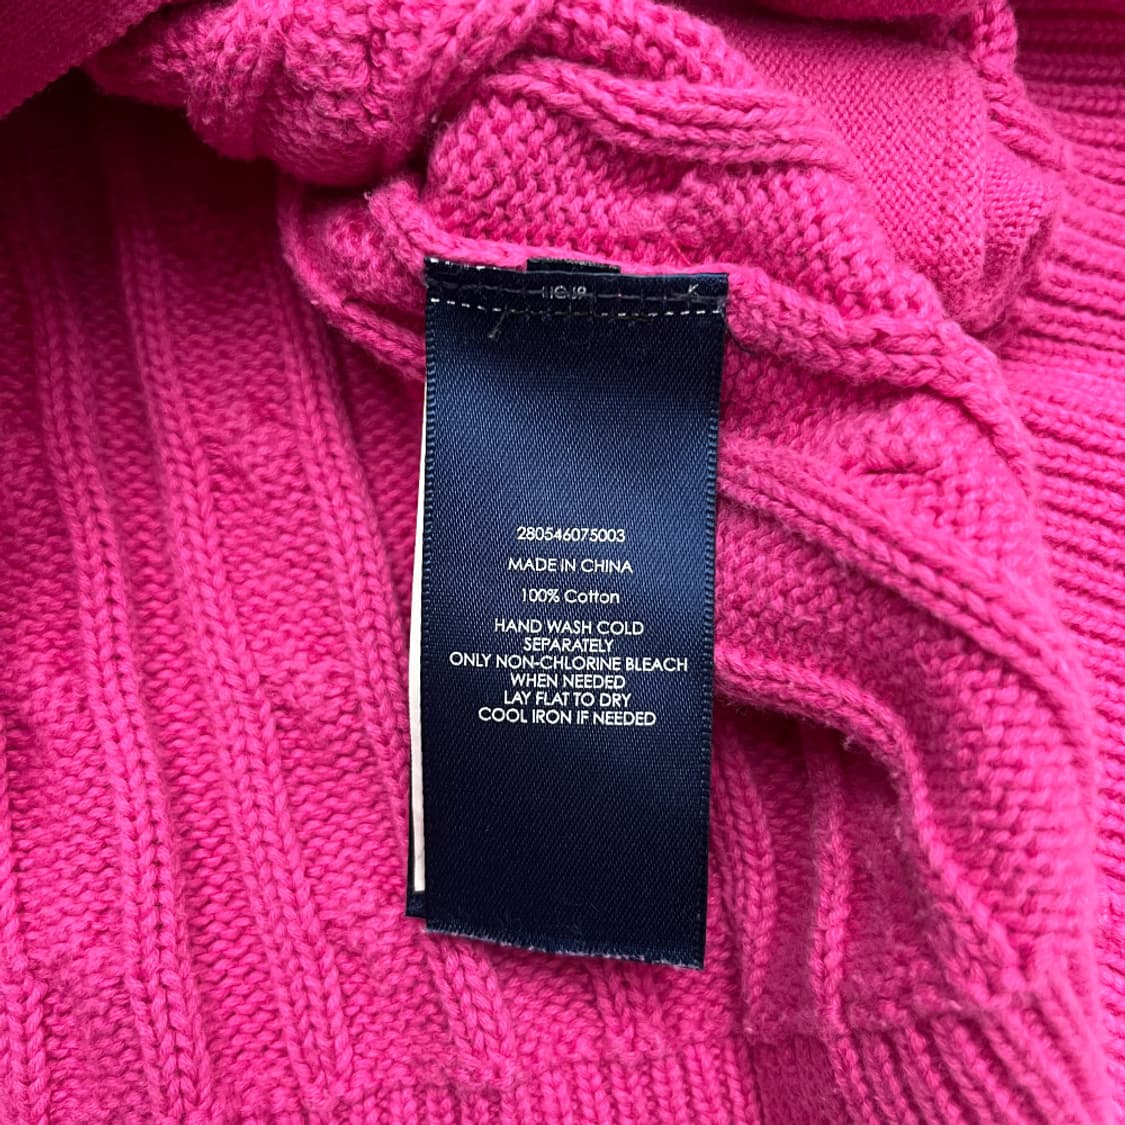 280546075003
MADE IN CHINA
100% Cotton
HAND WASH COLD
SEPARATELY
ONLY NON-CHLORINE BLEACH
WHEN NEEDED
LAY FLAT TO DRY
COOL IRON IF NEEDED